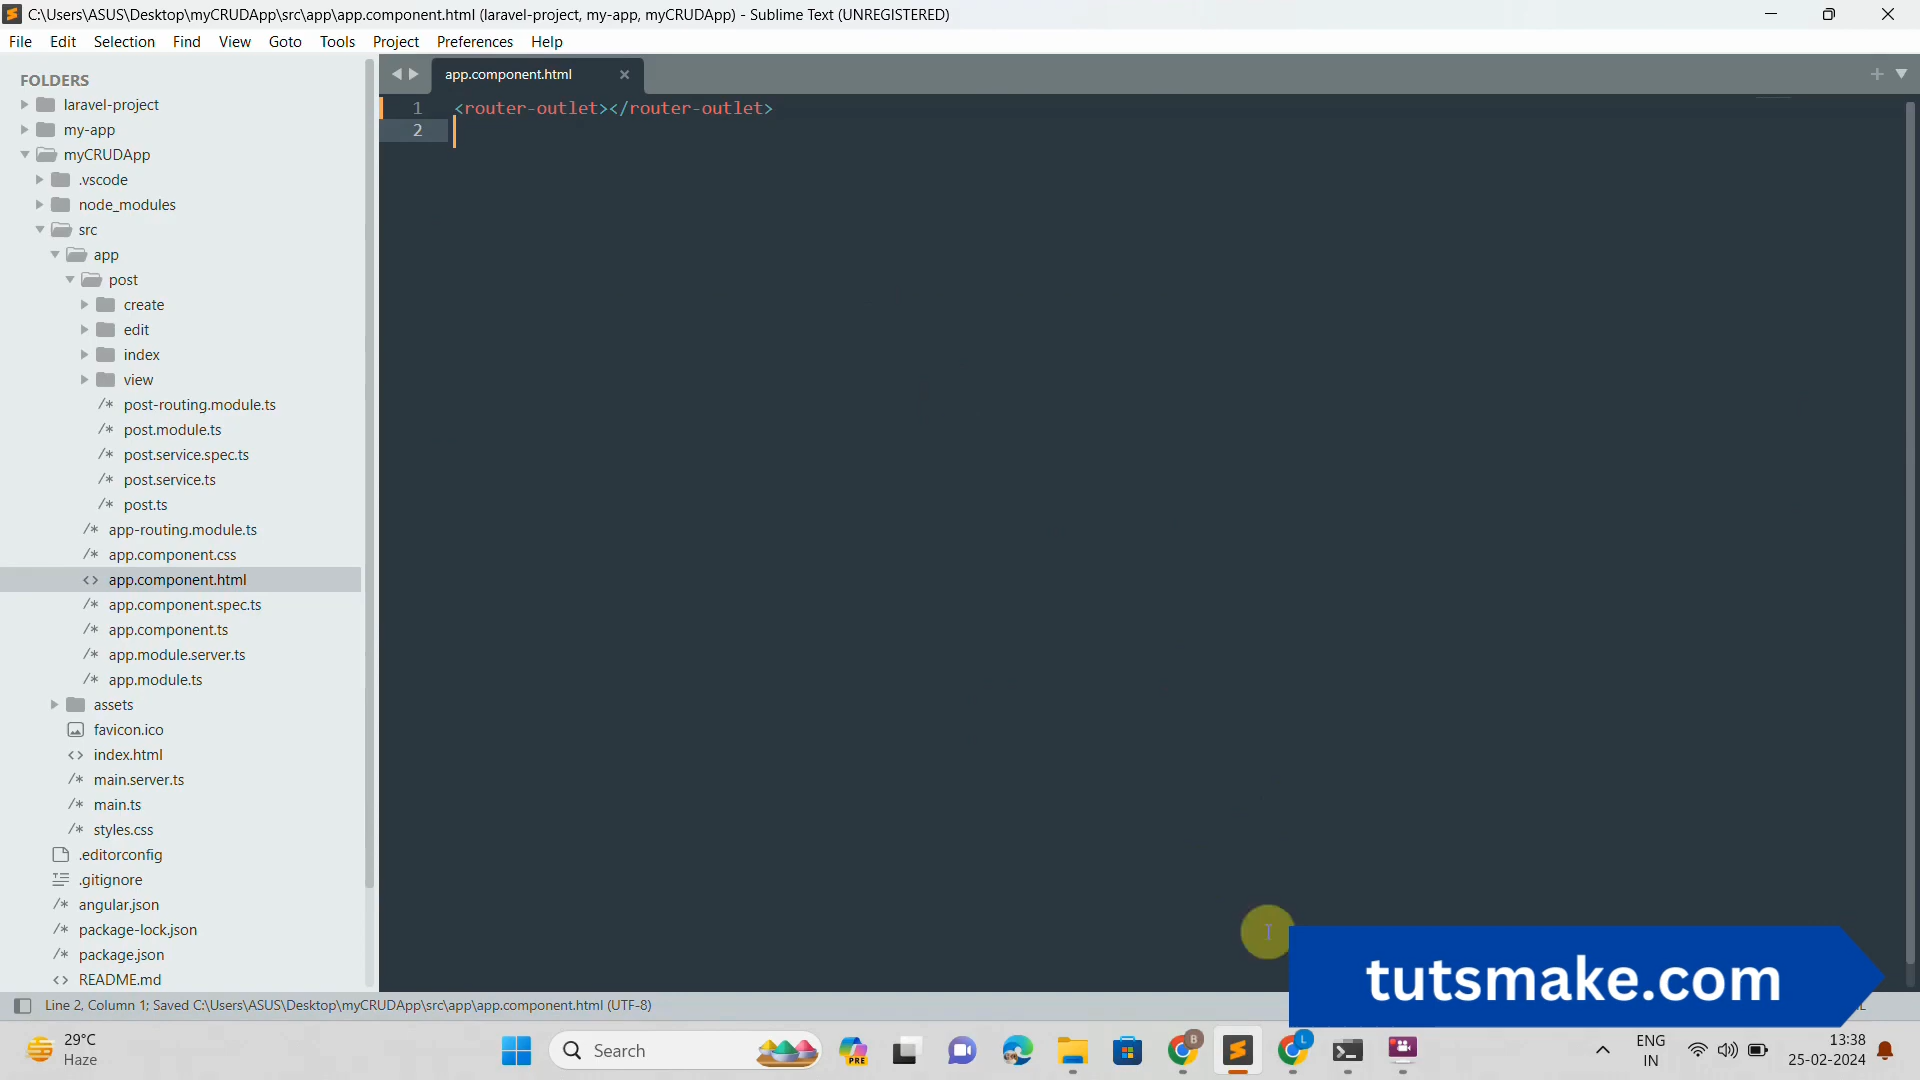 C:\Users\ASUS\Desktop\myCRUDApp\src\app\app.component.html (laravel-project, my-app, myCRUDApp) - Sublime Text (UNREGISTERED)
File Edit Selection Find View Goto Tools Project Preferences Help
FOLDERS
laravel-project
my-app
myCRUDApp
.vscode
node_modules
src
app
post
create
edit
index
view
/* post-routing.module.ts
/* post.module.ts
/* post.service.spec.ts
/* post.service.ts
/* post.ts
/* app-routing.module.ts
/* app.component.css
<> app.component.html
/* app.component.spec.ts
/* app.component.ts
/* app.module.server.ts
/* app.module.ts
assets
favicon.ico
<> index.html
/* main.server.ts
/* main.ts
/* styles.css
.editorconfig
.gitignore
/* angular.json
/* package-lock.json
/* package.json
<> README.md
app.component.html
1 <router-outlet></router-outlet>
2
tutsmake.com
Line 2, Column 1; Saved C:\Users\ASUS\Desktop\myCRUDApp\src\app\app.component.html (UTF-8)
29°C
Haze
Search
PRE
B
L
ENG
IN
13:38
25-02-2024